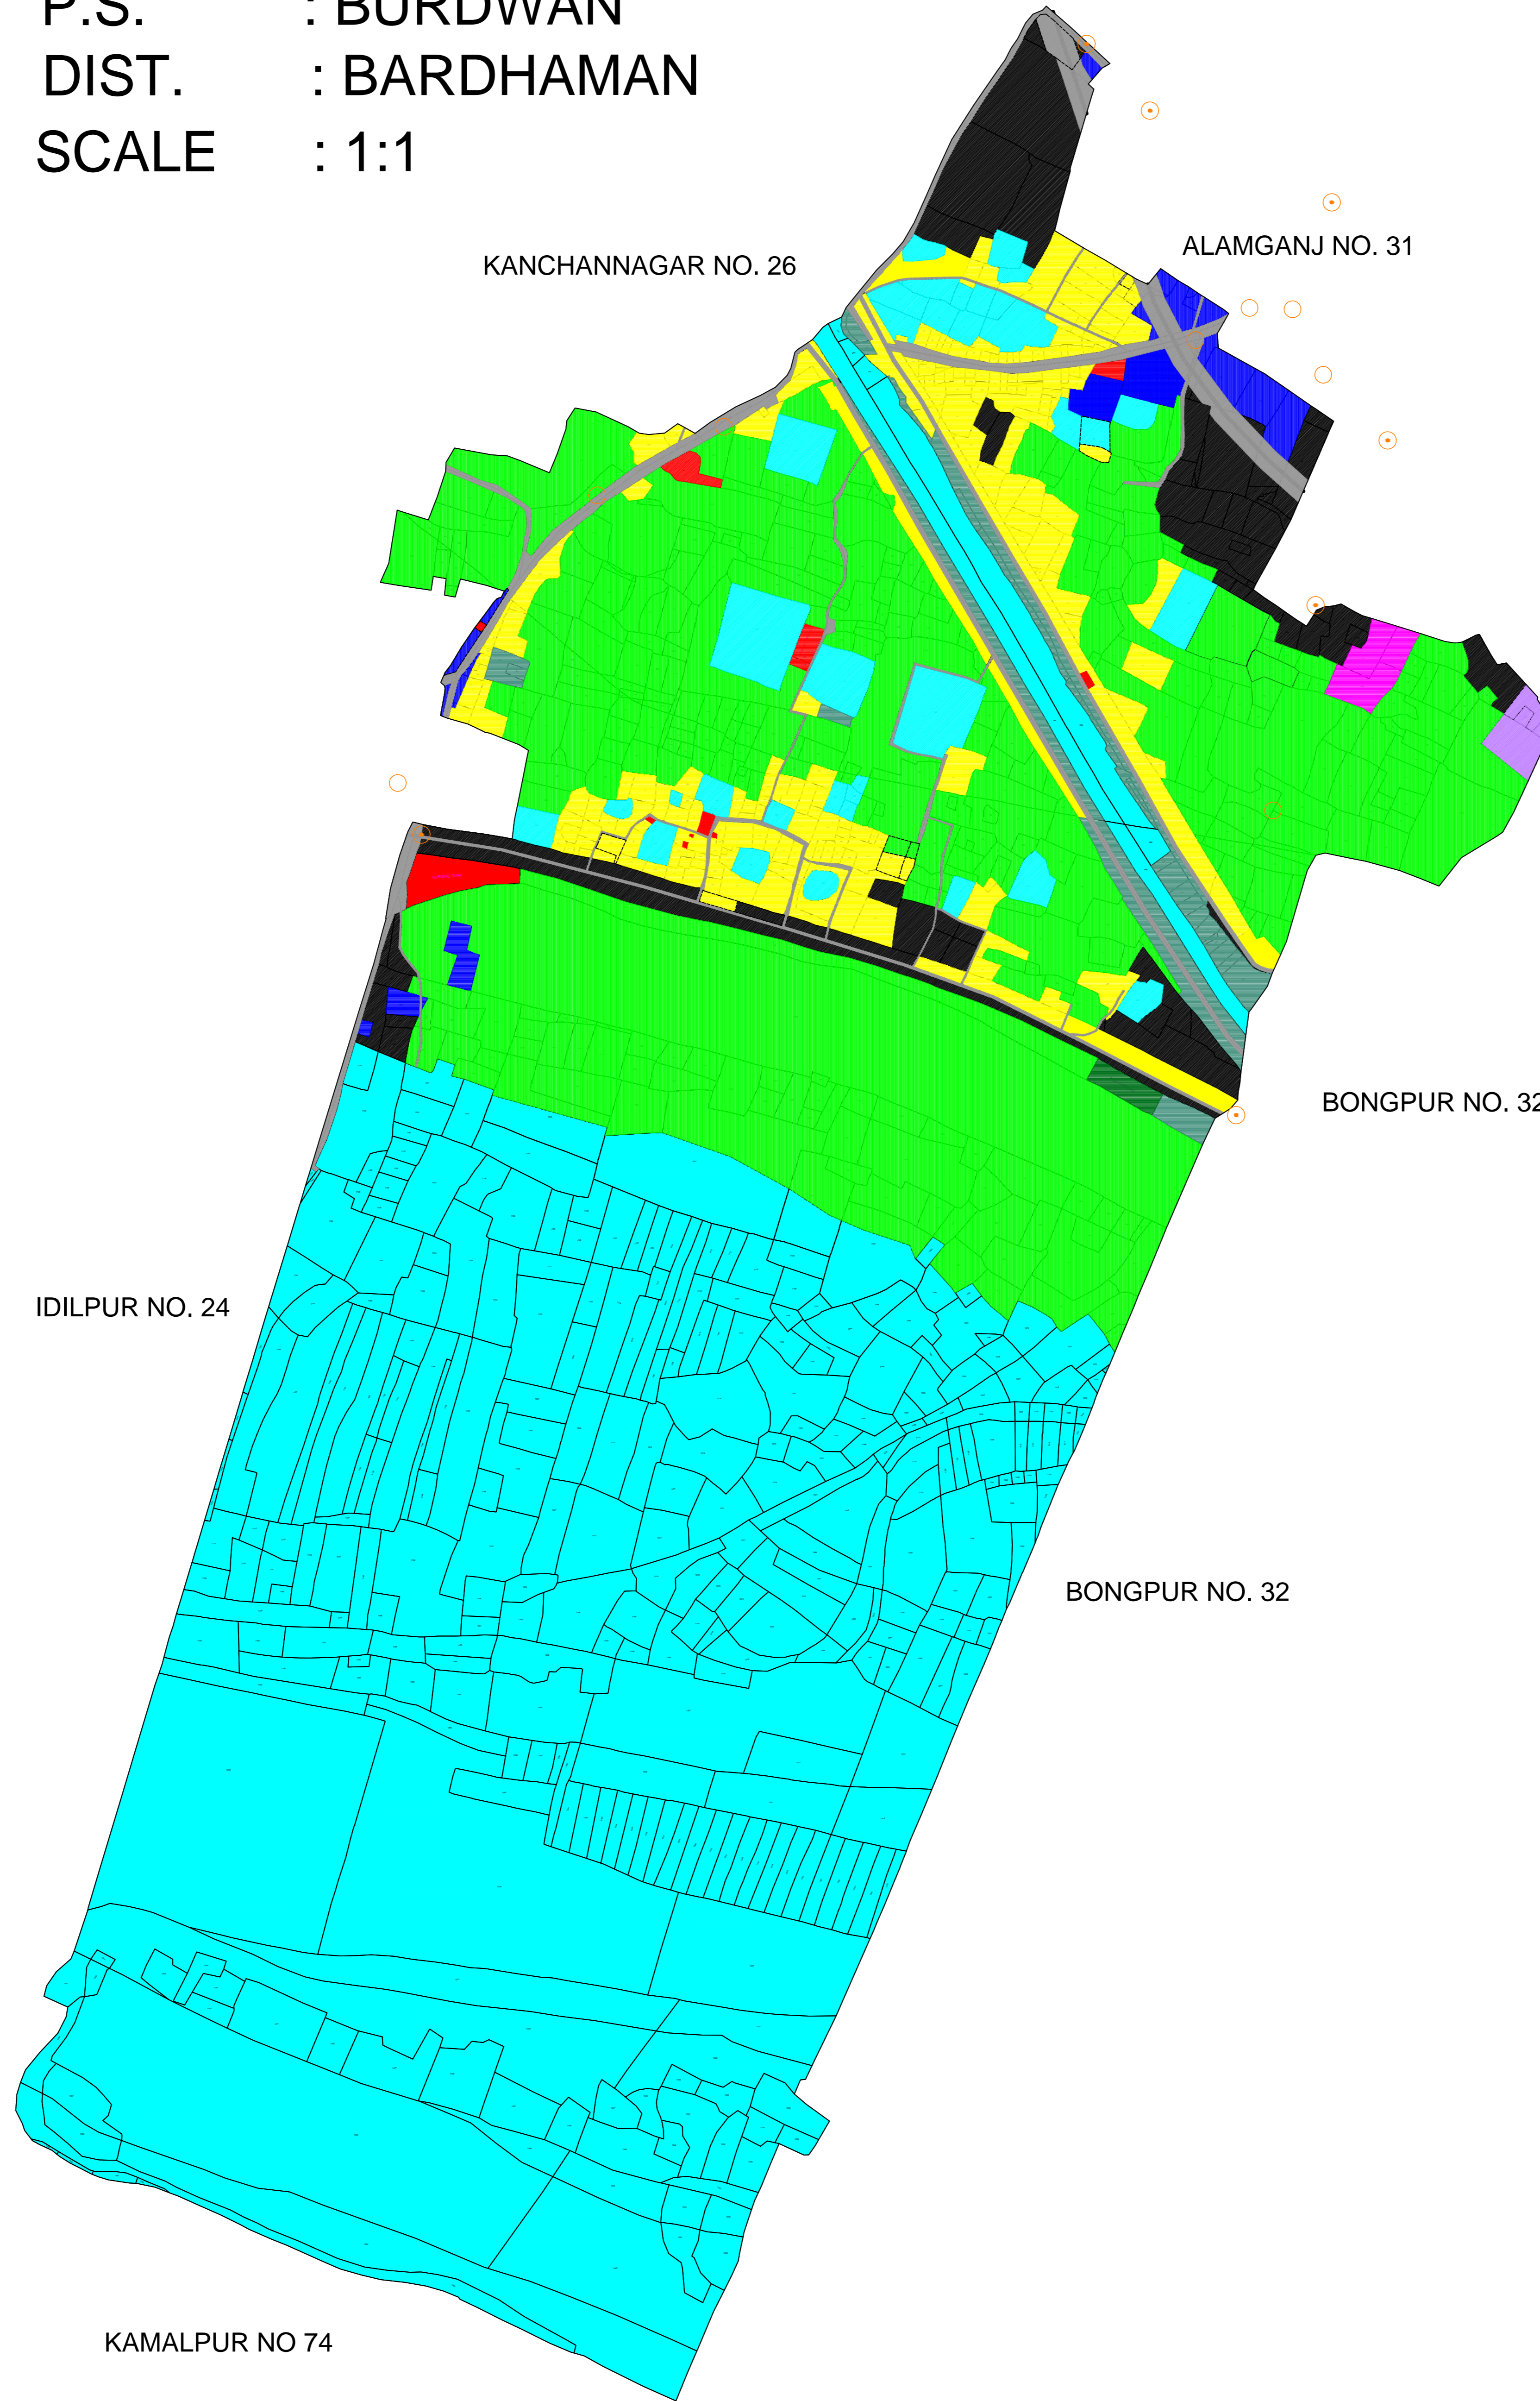 P.S. : BURDWAN
DIST. : BARDHAMAN
SCALE : 1:1
ALAMGANJ NO. 31
KANCHANNAGAR NO. 26
BONGPUR NO. 32
IDILPUR NO. 24
BONGPUR NO. 32
KAMALPUR NO 74